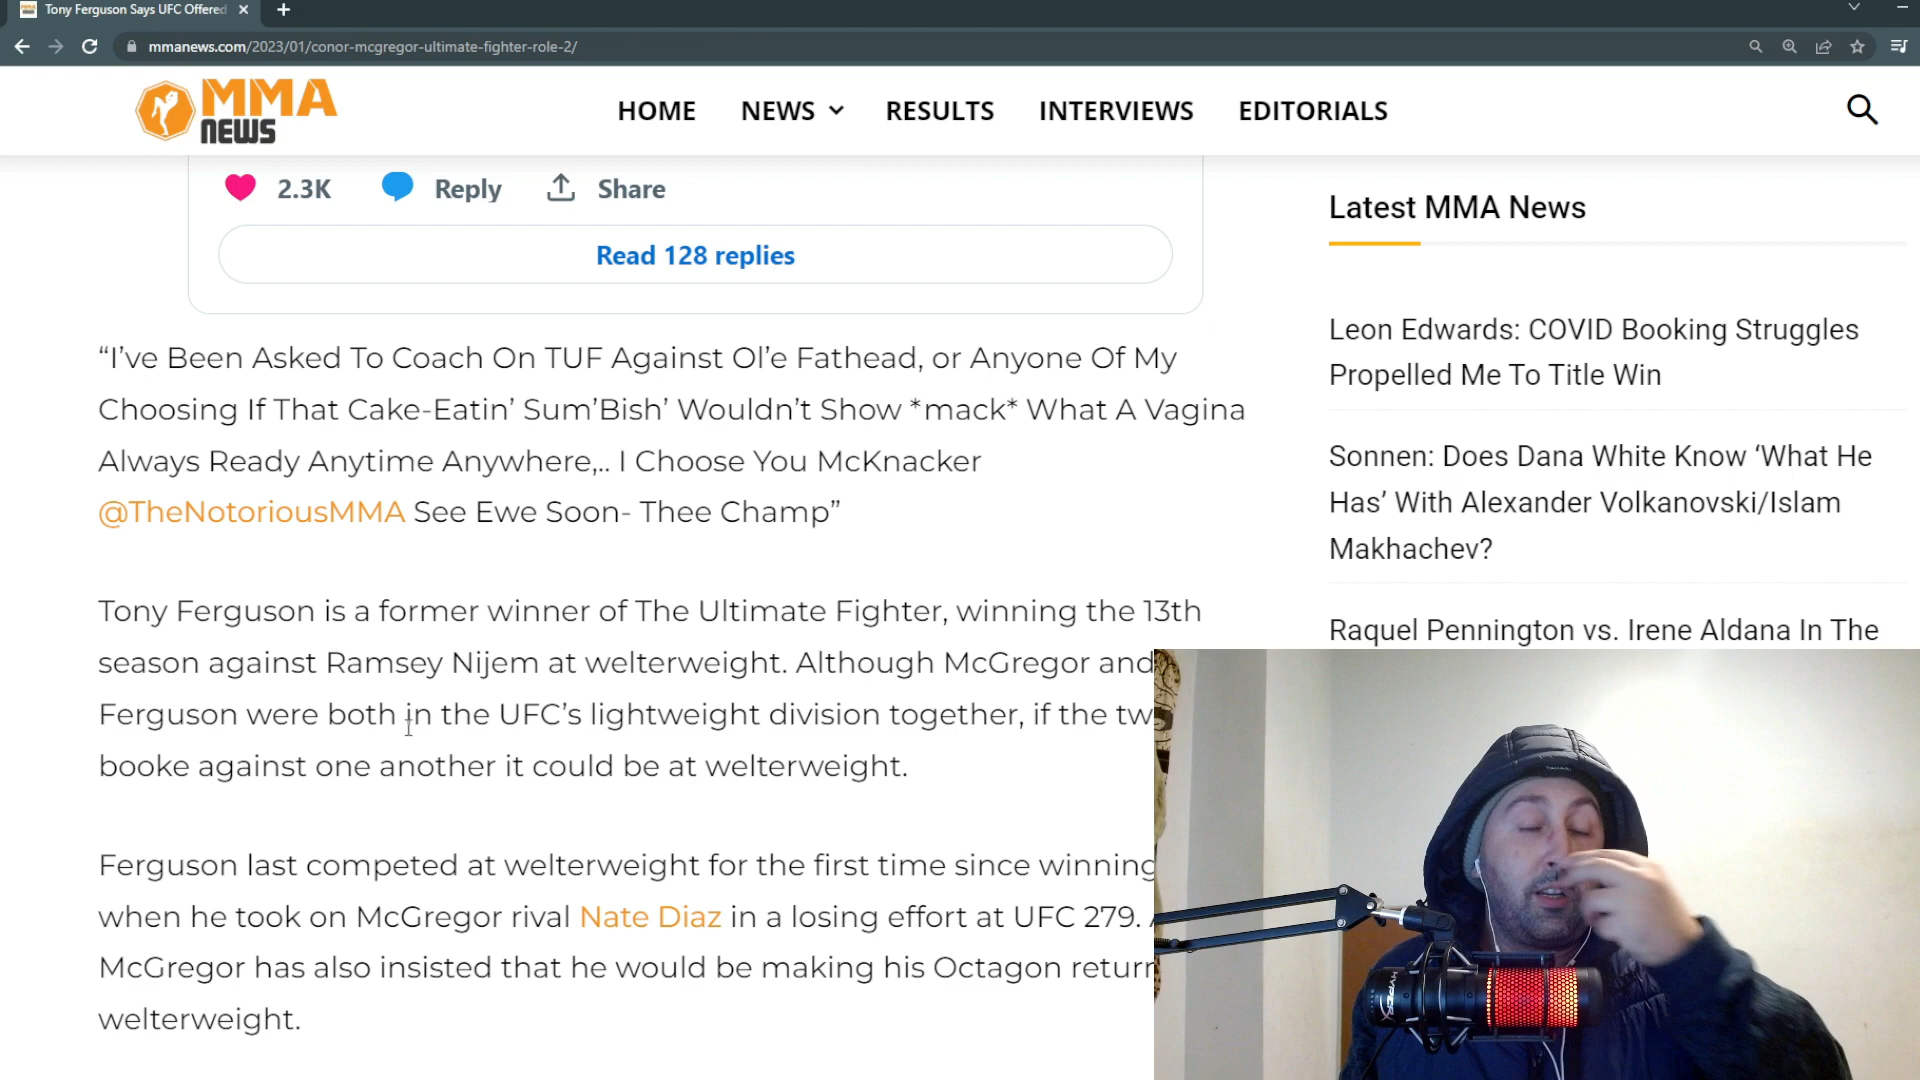 Tony Ferguson Says UFC Offered
mmanews.com/2023/01/conor-mcgregor-ultimate-fighter-role-2/
MMA
NEWS
HOME
NEWS
RESULTS
INTERVIEWS
EDITORIALS
2.3K
Reply
Share
Read 128 replies
“I’ve Been Asked To Coach On TUF Against Ol’e Fathead, or Anyone Of My
Choosing If That Cake-Eatin’ Sum’Bish’ Wouldn’t Show *mack* What A Vagina
Always Ready Anytime Anywhere,.. I Choose You McKnacker
@TheNotoriousMMA See Ewe Soon- Thee Champ”
Tony Ferguson is a former winner of The Ultimate Fighter, winning the 13th
season against Ramsey Nijem at welterweight. Although McGregor and
Ferguson were both in the UFC’s lightweight division together, if the tw
booke against one another it could be at welterweight.
Ferguson last competed at welterweight for the first time since winning
when he took on McGregor rival Nate Diaz in a losing effort at UFC 279.
McGregor has also insisted that he would be making his Octagon return
welterweight.
Latest MMA News
Leon Edwards: COVID Booking Struggles
Propelled Me To Title Win
Sonnen: Does Dana White Know ‘What He
Has’ With Alexander Volkanovski/Islam
Makhachev?
Raquel Pennington vs. Irene Aldana In The
HYPERX